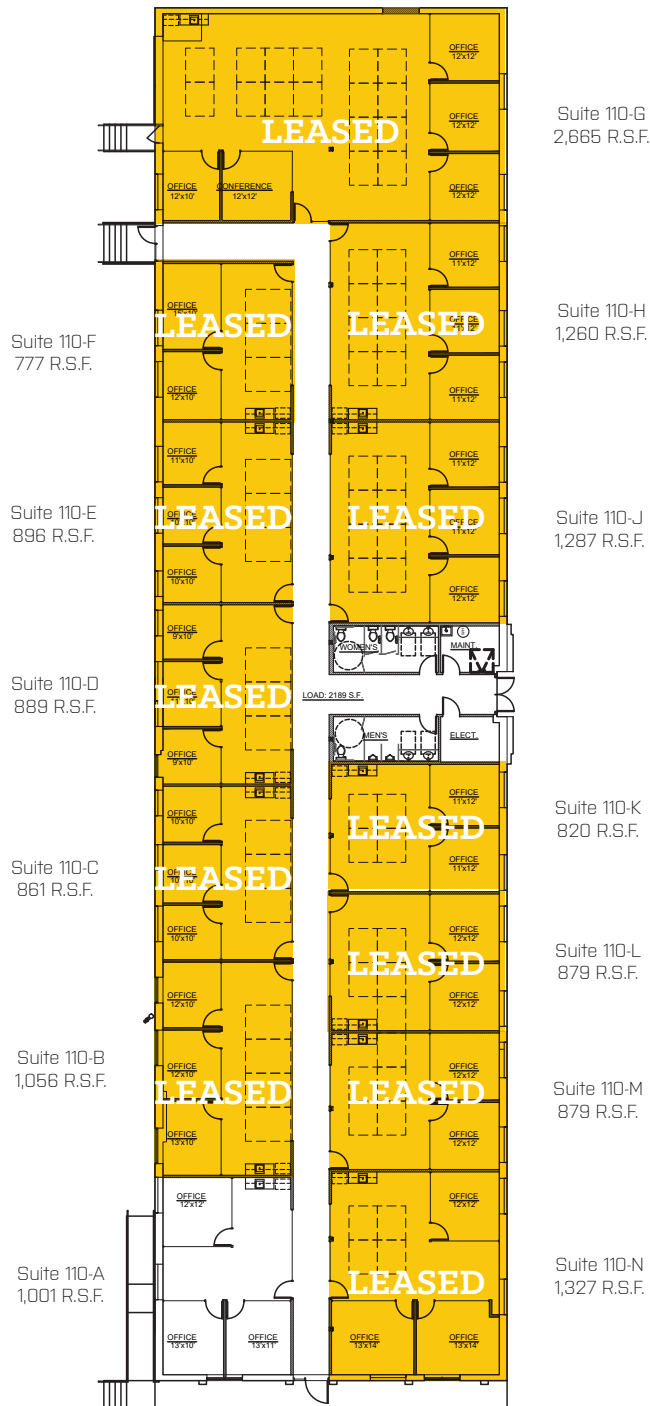 OFFICE
12'x12'
OFFICE
12'x12'
Suite 110-G
2,665 R.S.F.
LEASED
OFFICE
12'x10'
CONFERENCE
12'x12'
OFFICE
12'x12'
OFFICE
11'x12'
OFFICE
LEASED
LEASED
Suite 110-H
1,260 R.S.F.
Suite 110-F
777 R.S.F.
OFFICE
12'x10'
OFFICE
11'x12'
OFFICE
11'x10'
OFFICE
11'x12'
Suite 110-E
896 R.S.F.
LEASED
LEASED
OFFICE
11'x12'
Suite 110-J
1,287 R.S.F.
OFFICE
10'x10'
OFFICE
12'x12'
OFFICE
9'x10'
WOMEN'S
MAINT.
Suite 110-D
889 R.S.F.
LEASED
LOAD: 2189 S.F.
OFFICE
9'x10'
MEN'S
ELECT.
OFFICE
10'x10'
OFFICE
11'x12'
LEASED
Suite 110-K
820 R.S.F.
Suite 110-C
861 R.S.F.
LEASED
OFFICE
11'x12'
OFFICE
10'x10'
OFFICE
12'x12'
LEASED
Suite 110-L
879 R.S.F.
OFFICE
12'x10'
OFFICE
12'x12'
Suite 110-B
1,056 R.S.F.
OFFICE
12'x10'
LEASED
OFFICE
12'x12'
LEASED
Suite 110-M
879 R.S.F.
OFFICE
13'x10'
OFFICE
12'x12'
OFFICE
12'x12'
OFFICE
12'x12'
Suite 110-A
1,001 R.S.F.
LEASED
Suite 110-N
1,327 R.S.F.
OFFICE
13'x10'
OFFICE
13'x11'
OFFICE
13'x14'
OFFICE
13'x14'